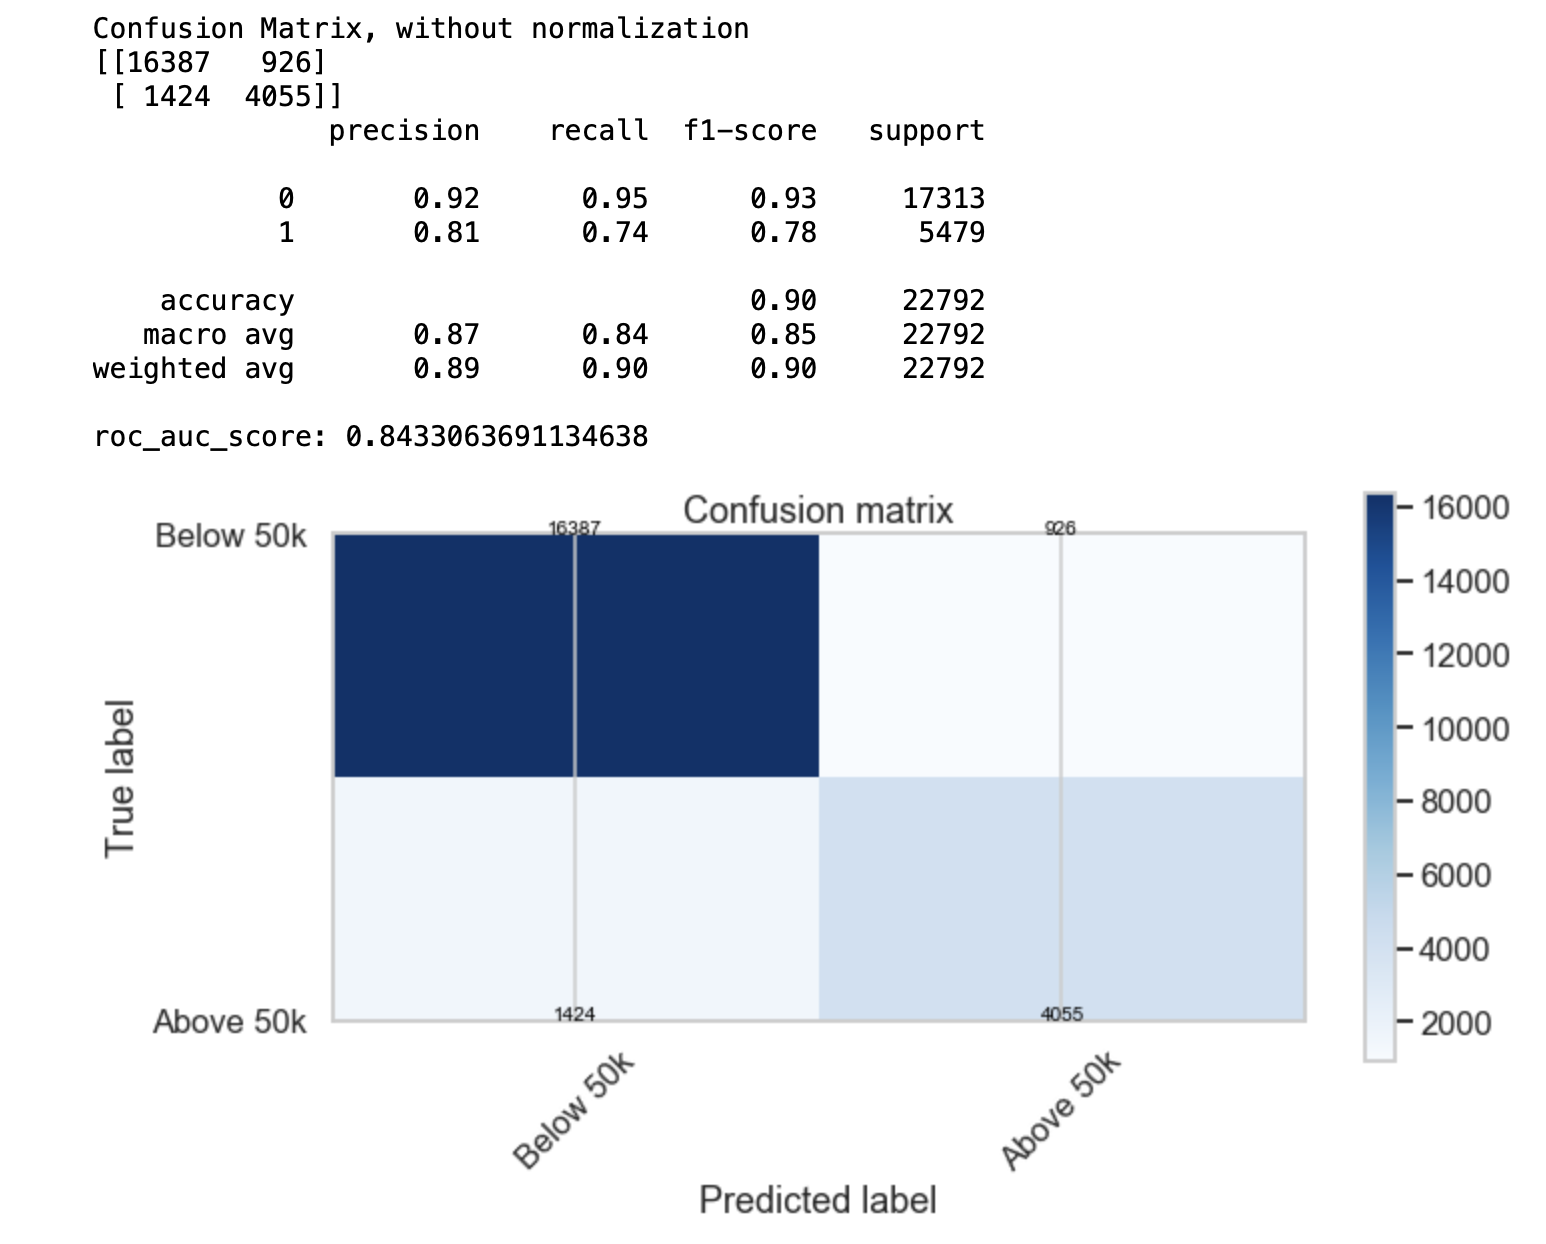 Confusion Matrix, without normalization
[[16387   926]
 [ 1424  4055]]
              precision    recall  f1-score   support

           0       0.92      0.95      0.93     17313
           1       0.81      0.74      0.78      5479

    accuracy                           0.90     22792
   macro avg       0.87      0.84      0.85     22792
weighted avg       0.89      0.90      0.90     22792

roc_auc_score: 0.8433063691134638
Confusion matrix
Below 50k
16387
926
True label
Above 50k
1424
4055
Below 50k
Above 50k
Predicted label
16000
14000
12000
10000
8000
6000
4000
2000